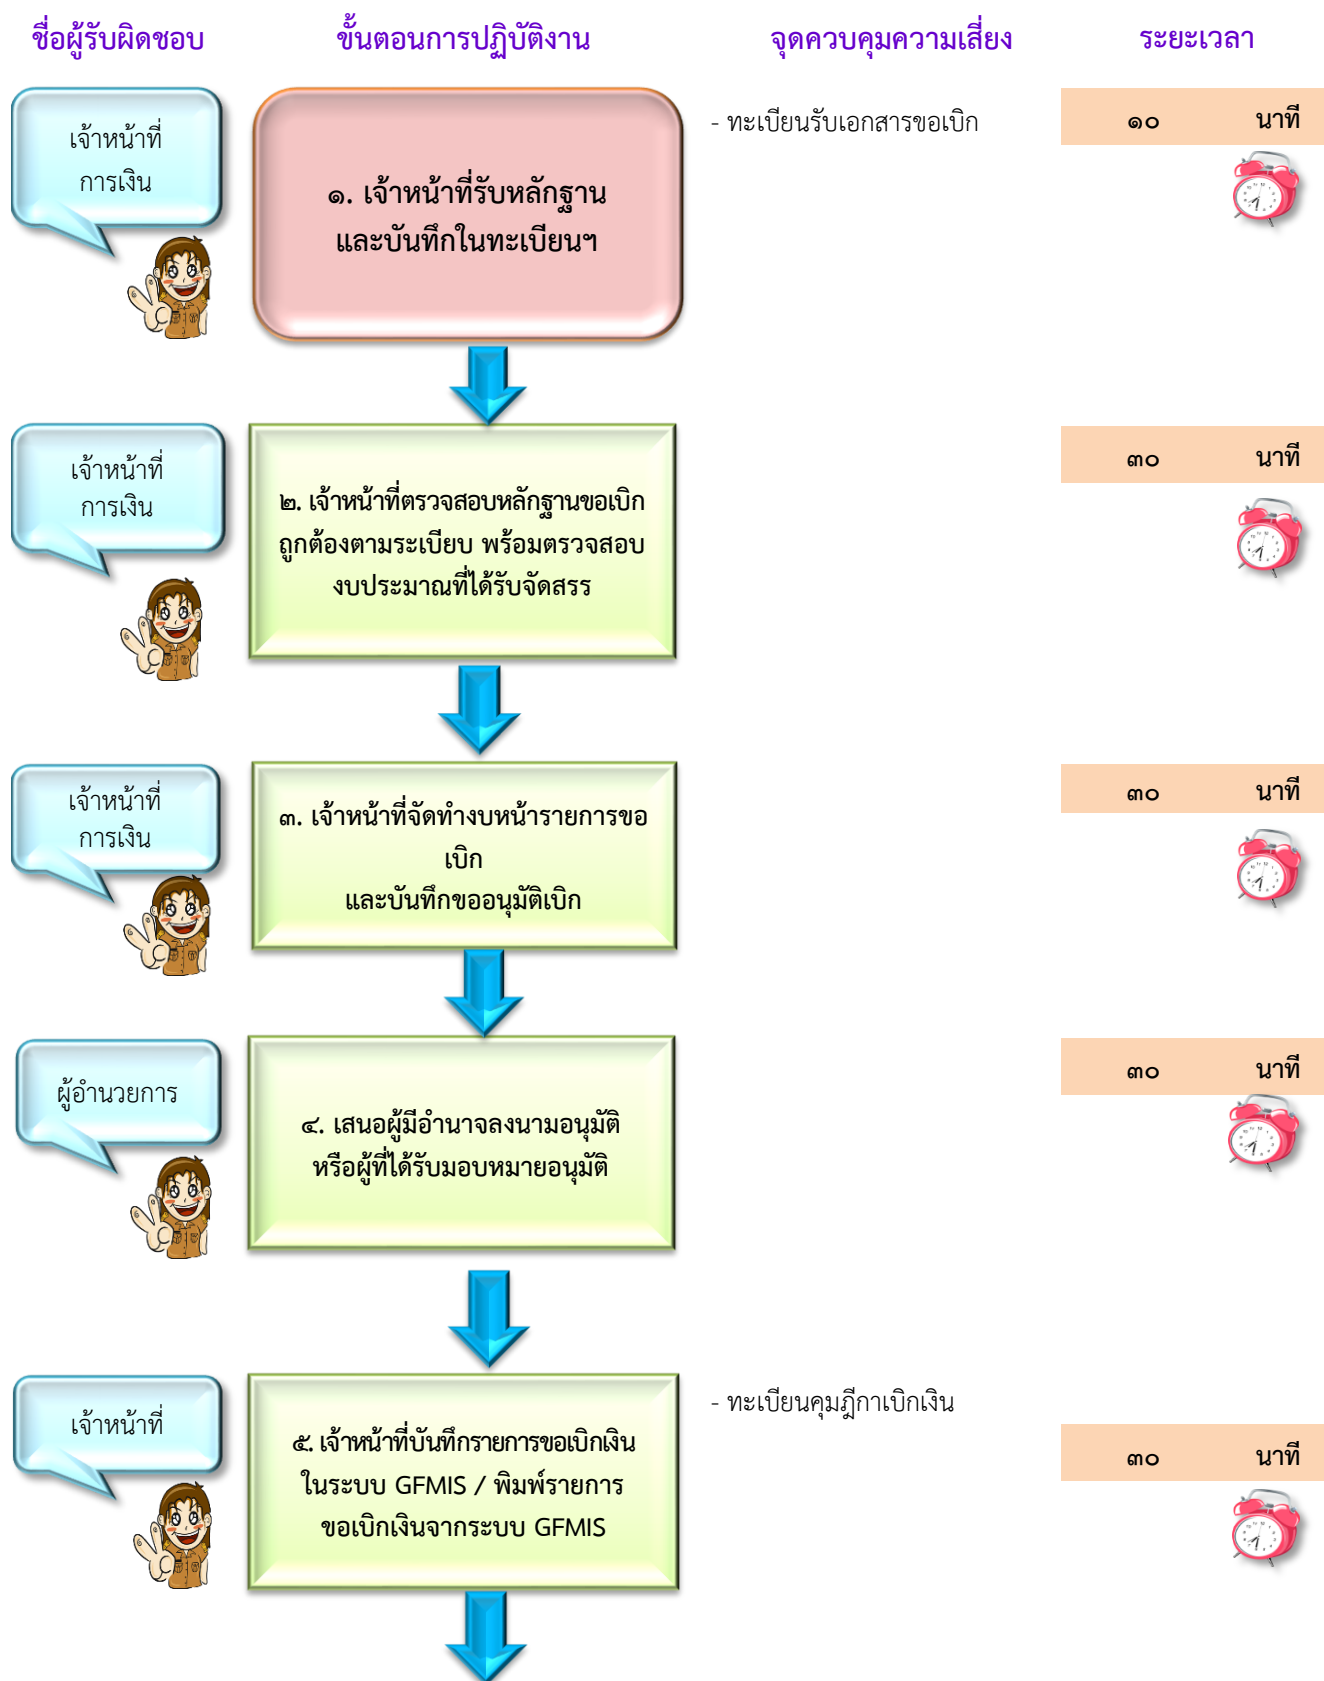 ชื่อผู้รับผิดชอบ ขั้นตอนการปฏิบัติงาน จุดควบคุมความเสี่ยง ระยะเวลา
เจ้าหน้าที่
การเงิน
๑. เจ้าหน้าที่รับหลักฐาน
และบันทึกในทะเบียนฯ
- ทะเบียนรับเอกสารขอเบิก
๑๐ นาที
เจ้าหน้าที่
การเงิน
๒. เจ้าหน้าที่ตรวจสอบหลักฐานขอเบิก
ถูกต้องตามระเบียบ พร้อมตรวจสอบ
งบประมาณที่ได้รับจัดสรร
๓๐ นาที
เจ้าหน้าที่
การเงิน
๓. เจ้าหน้าที่จัดทำงบหน้ารายการขอ
เบิก
และบันทึกขออนุมัติเบิก
๓๐ นาที
ผู้อำนวยการ
๔. เสนอผู้มีอำนาจลงนามอนุมัติ
หรือผู้ที่ได้รับมอบหมายอนุมัติ
๓๐ นาที
เจ้าหน้าที่
๕. เจ้าหน้าที่บันทึกรายการขอเบิกเงิน
ในระบบ GFMIS / พิมพ์รายการ
ขอเบิกเงินจากระบบ GFMIS
- ทะเบียนคุมฎีกาเบิกเงิน
๓๐ นาที